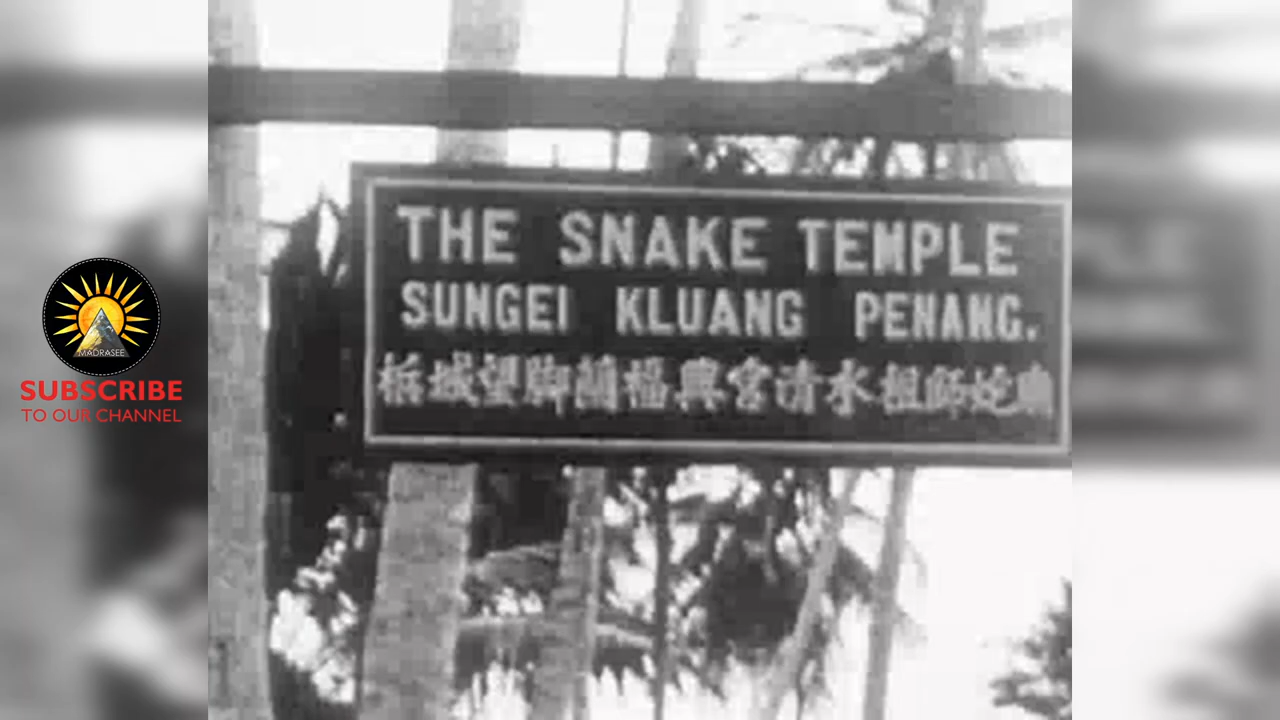 THE SNAKE TEMPLE
SUNGEI KLUANG PENANG.
梹城望脚蘭福興宮清水祖師蛇廟
MADRASEE
SUBSCRIBE
TO OUR CHANNEL